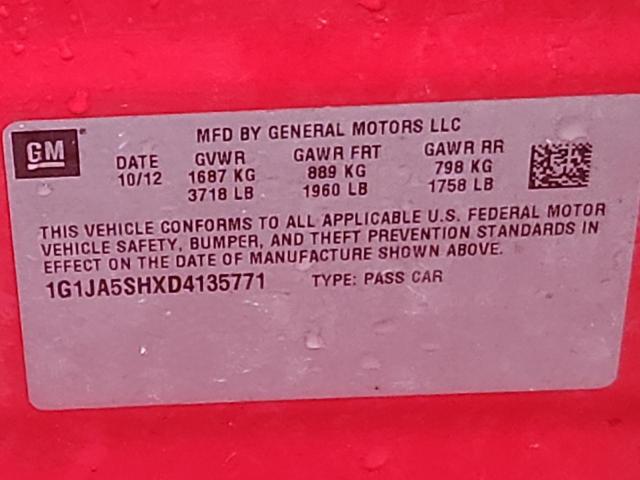 GM
MFD BY GENERAL MOTORS LLC
DATE GVWR GAWR FRT GAWR RR
10/12 1687 KG 889 KG 798 KG
3718 LB 1960 LB 1758 LB
THIS VEHICLE CONFORMS TO ALL APPLICABLE U.S. FEDERAL MOTOR
VEHICLE SAFETY, BUMPER, AND THEFT PREVENTION STANDARDS IN
EFFECT ON THE DATE OF MANUFACTURE SHOWN ABOVE.
1G1JA5SHXD4135771 TYPE: PASS CAR